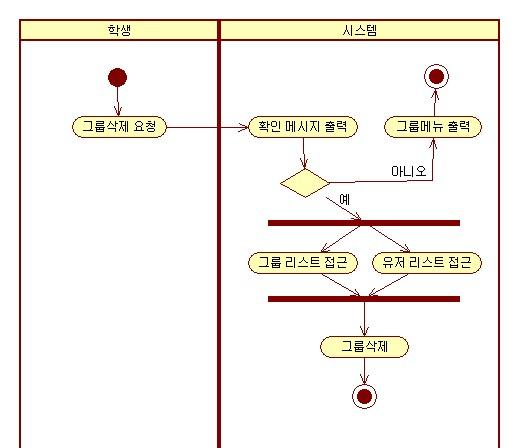 학생
시스템
그룹삭제 요청
확인 메시지 출력
그룹메뉴 출력
아니오
예
그룹 리스트 접근
유저 리스트 접근
그룹삭제